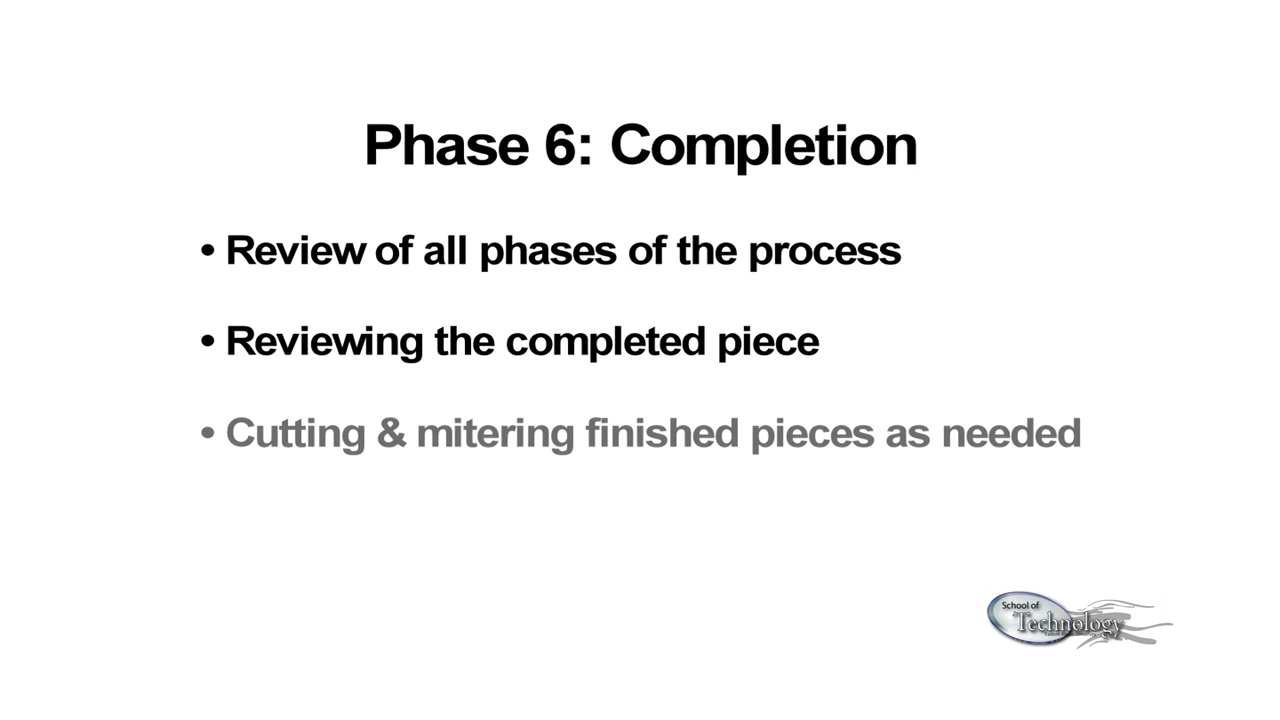 Phase 6: Completion
• Review of all phases of the process
• Reviewing the completed piece
• Cutting & mitering finished pieces as needed
School of
Technology